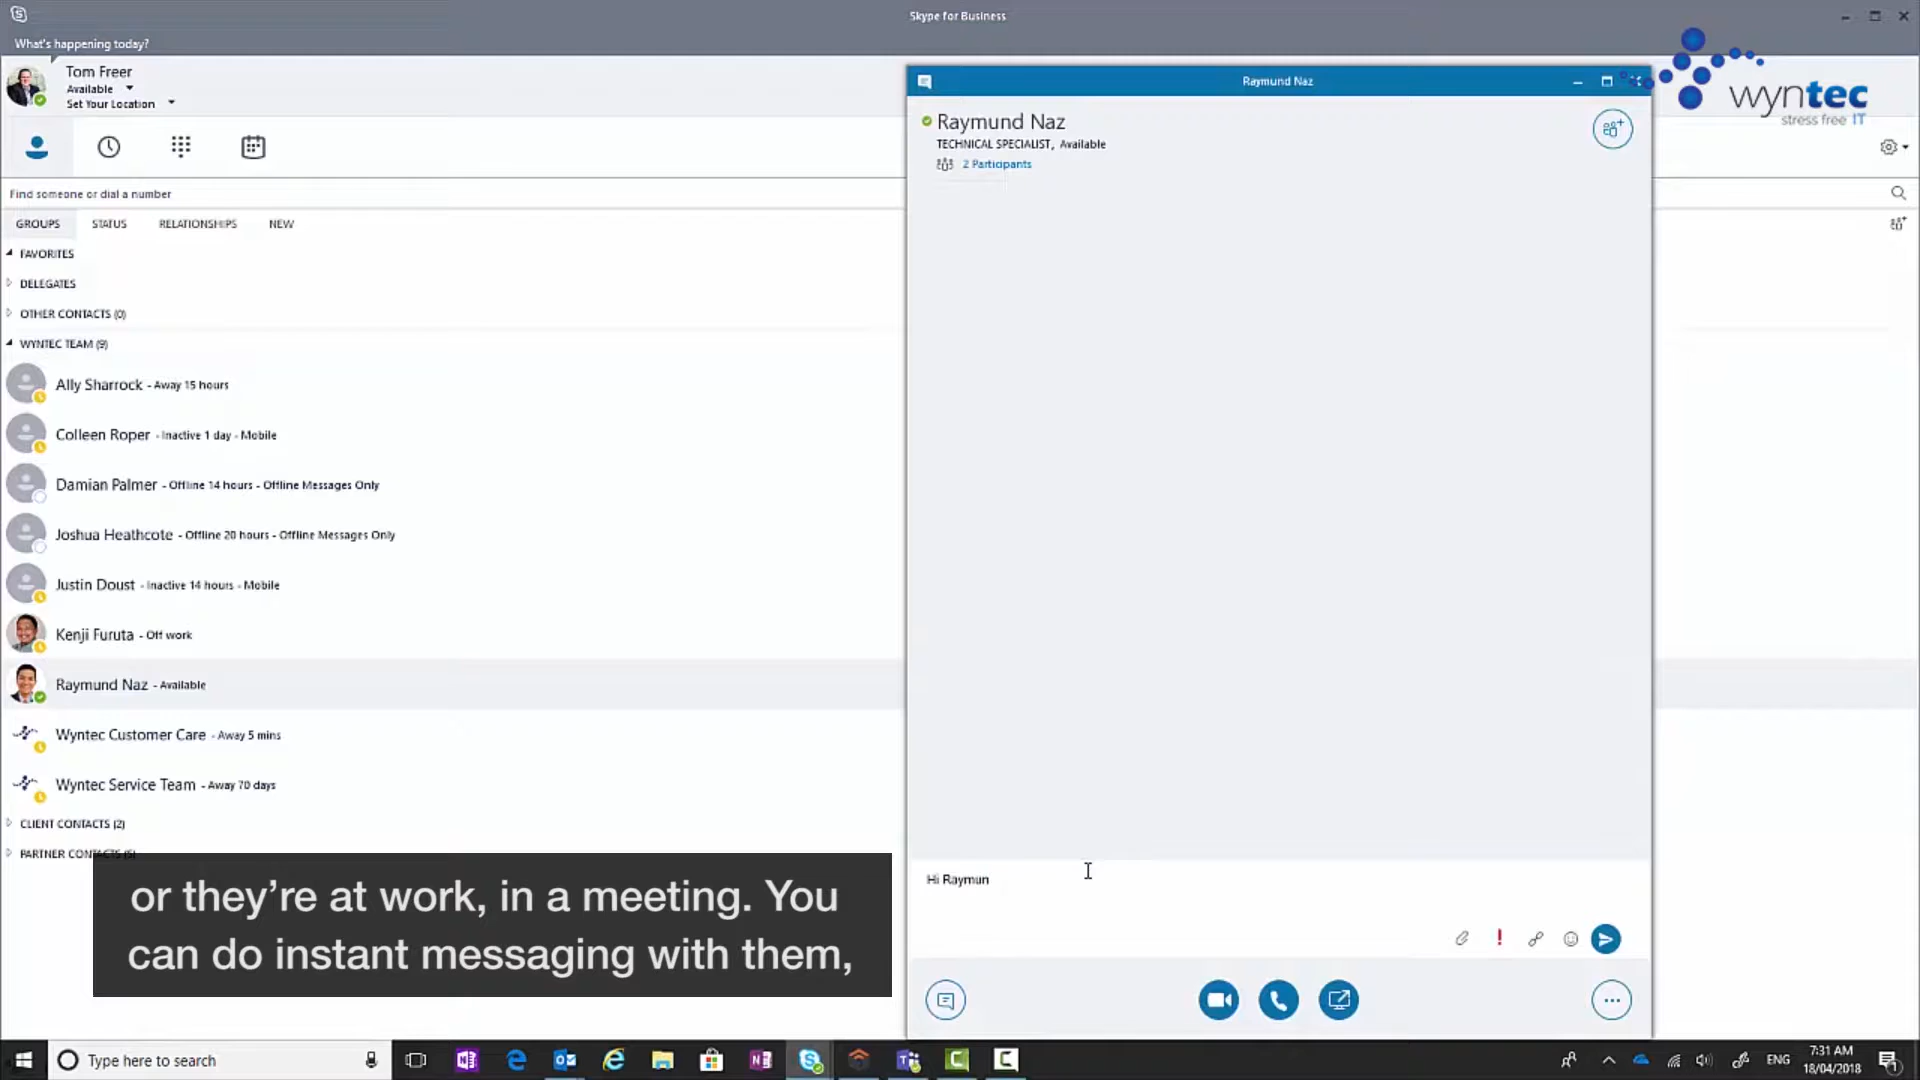 Skype for Business
What's happening today?
Tom Freer
Available
Set Your Location
Find someone or dial a number
GROUPS STATUS RELATIONSHIPS NEW
FAVORITES
DELEGATES
OTHER CONTACTS (0)
WYNTEC TEAM (9)
Ally Sharrock - Away 15 hours
Colleen Roper - Inactive 1 day - Mobile
Damian Palmer - Offline 14 hours - Offline Messages Only
Joshua Heathcote - Offline 20 hours - Offline Messages Only
Justin Doust - Inactive 14 hours - Mobile
Kenji Furuta - Off work
Raymund Naz - Available
Wyntec Customer Care - Away 5 mins
Wyntec Service Team - Away 70 days
CLIENT CONTACTS (2)
PARTNER CONTACTS (5)
or they're at work, in a meeting. You
can do instant messaging with them,
Raymund Naz
Raymund Naz
TECHNICAL SPECIALIST, Available
2 Participants
Hi Raymun
wyntec
stress free IT
Type here to search
ENG
7:31 AM
18/04/2018